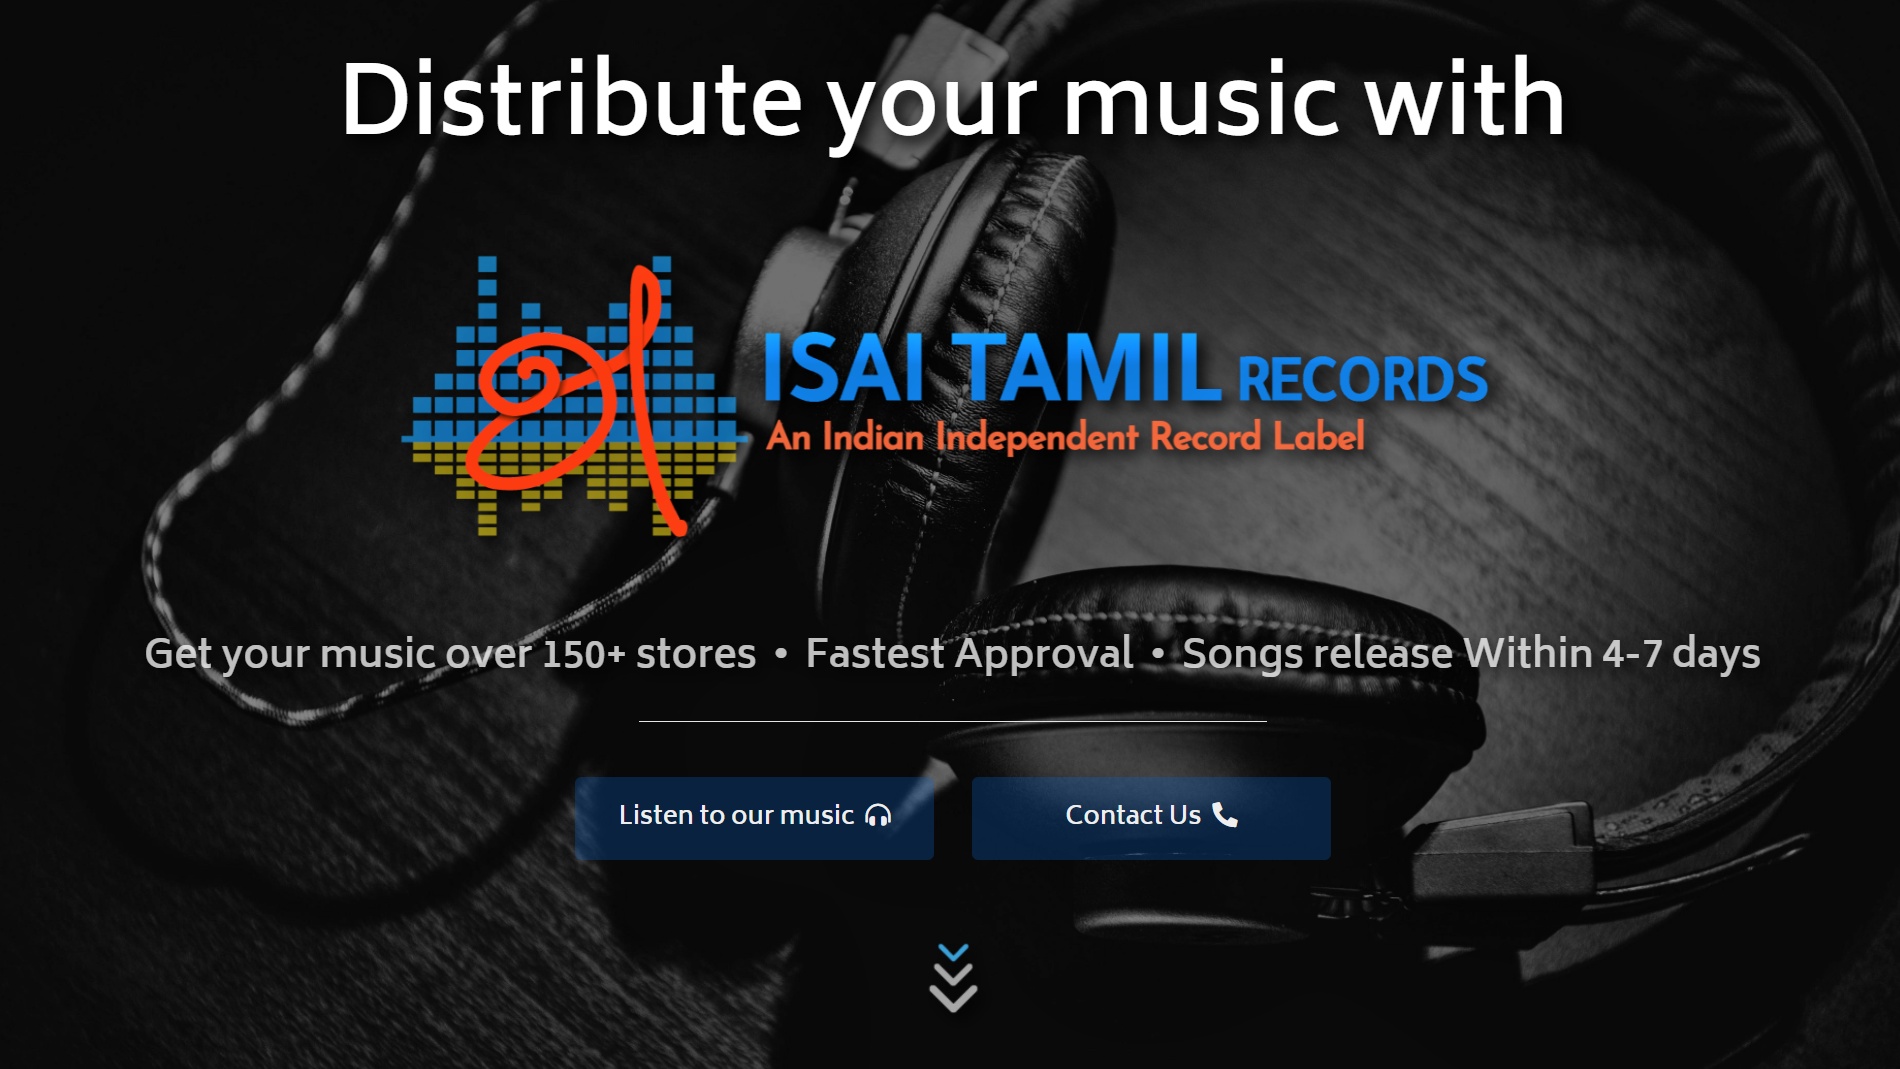 Distribute your music with
ISAI TAMIL RECORDS
An Indian Independent Record Label
Get your music over 150+ stores • Fastest Approval • Songs release Within 4-7 days
Listen to our music
Contact Us